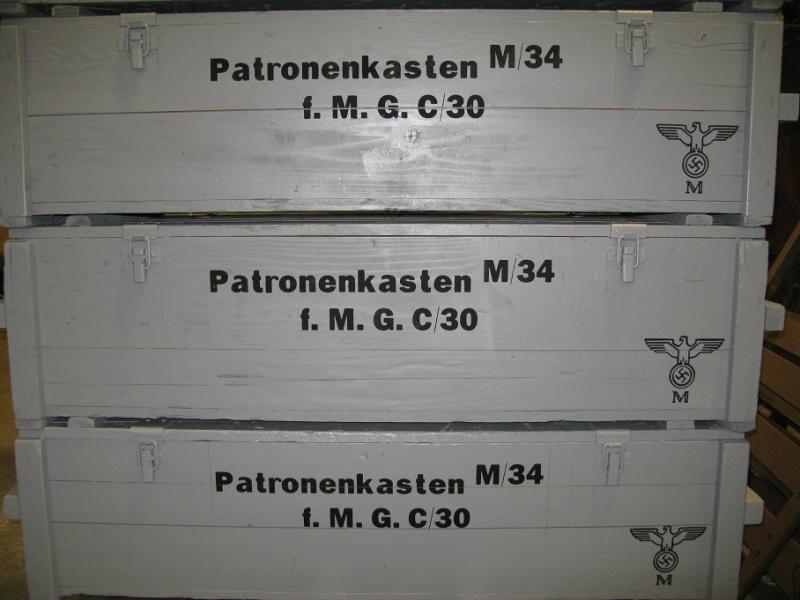 Patronenkasten M/34
f. M. G. C/30
M
Patronenkasten M/34
f. M. G. C/30
M
Patronenkasten M/34
f. M. G. C/30
M